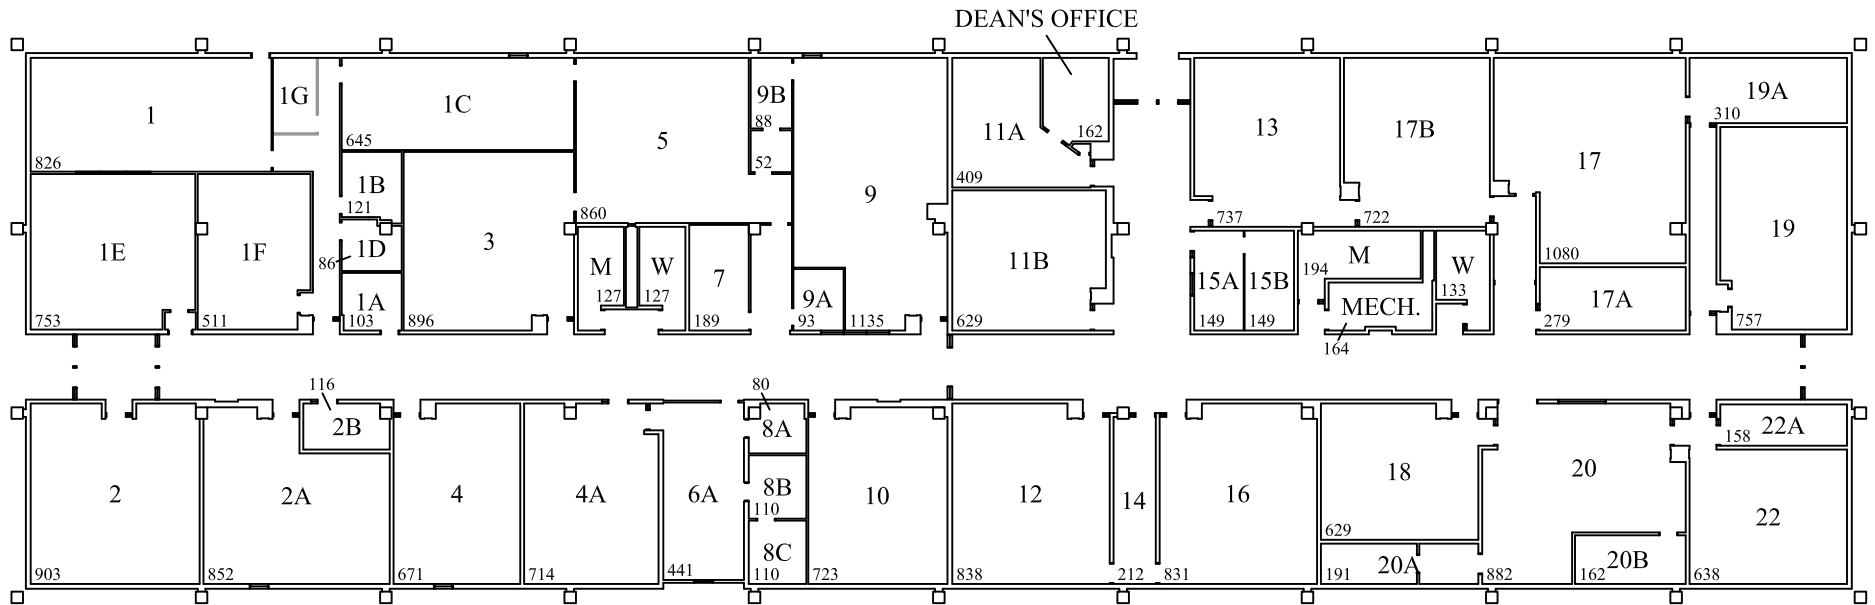 DEAN'S OFFICE
1
826
1G
1C
645
5
860
9B
88
52
9
1135
11A
409
162
13
737
17B
722
17
1080
19A
310
19
757
1E
753
1F
511
1B
121
1D
86
1A
103
3
896
M
127
W
127
7
189
9A
93
11B
629
15A
149
15B
149
M
194
MECH.
164
W
133
17A
279
2
903
2A
852
116
2B
4
671
4A
714
6A
441
80
8A
8B
110
8C
110
10
723
12
838
14
212
16
831
18
629
20A
191
20
882
20B
162
22A
158
22
638